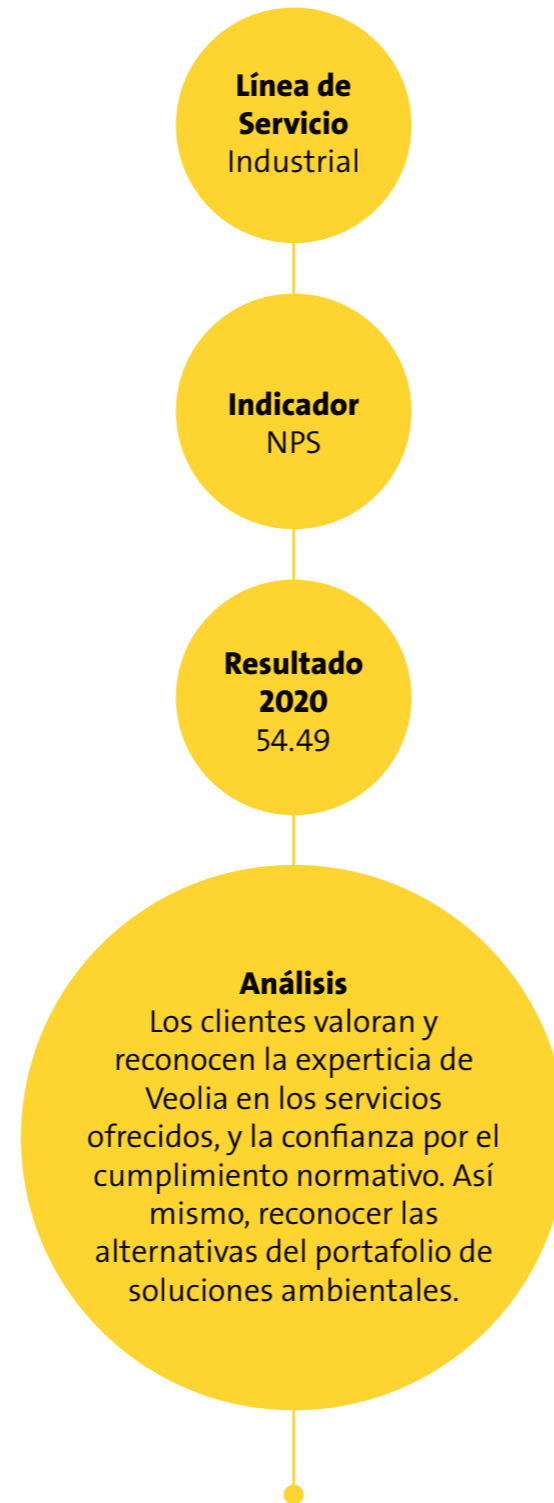 Línea de
Servicio
Industrial
Indicador
NPS
Resultado
2020
54.49
Análisis
Los clientes valoran y
reconocen la experticia de
Veolia en los servicios
ofrecidos, y la confianza por el
cumplimiento normativo. Así
mismo, reconocer las
alternativas del portafolio de
soluciones ambientales.